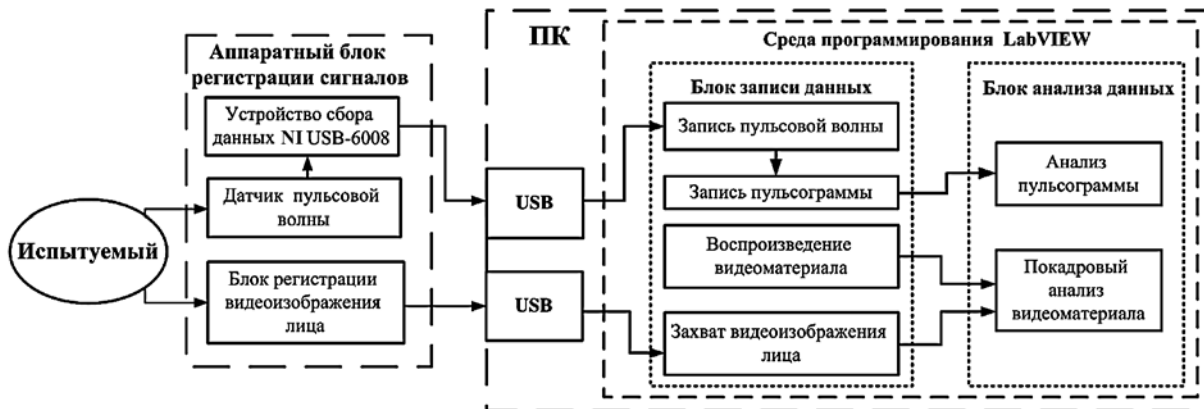 ПК
Среда программирования LabVIEW
Аппаратный блок
регистрации сигналов
Блок записи данных
Блок анализа данных
Устройство сбора
данных NI USB-6008
Запись пульсовой волны
Анализ
пульсограммы
Датчик пульсовой
волны
USB
Запись пульсограммы
Испытуемый
Воспроизведение
видеоматериала
Покадровый
анализ
видеоматериала
Блок регистрации
видеоизображения
лица
USB
Захват видеоизображения
лица